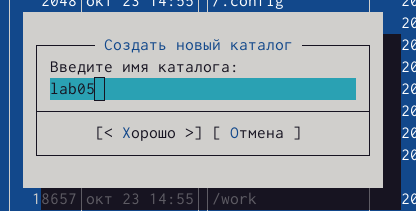 2048 окт 23 14:55 /.config
Создать новый каталог
Введите имя каталога:
lab05
[< Хорошо >] [ Отмена ]
18657 окт 23 14:55 /work